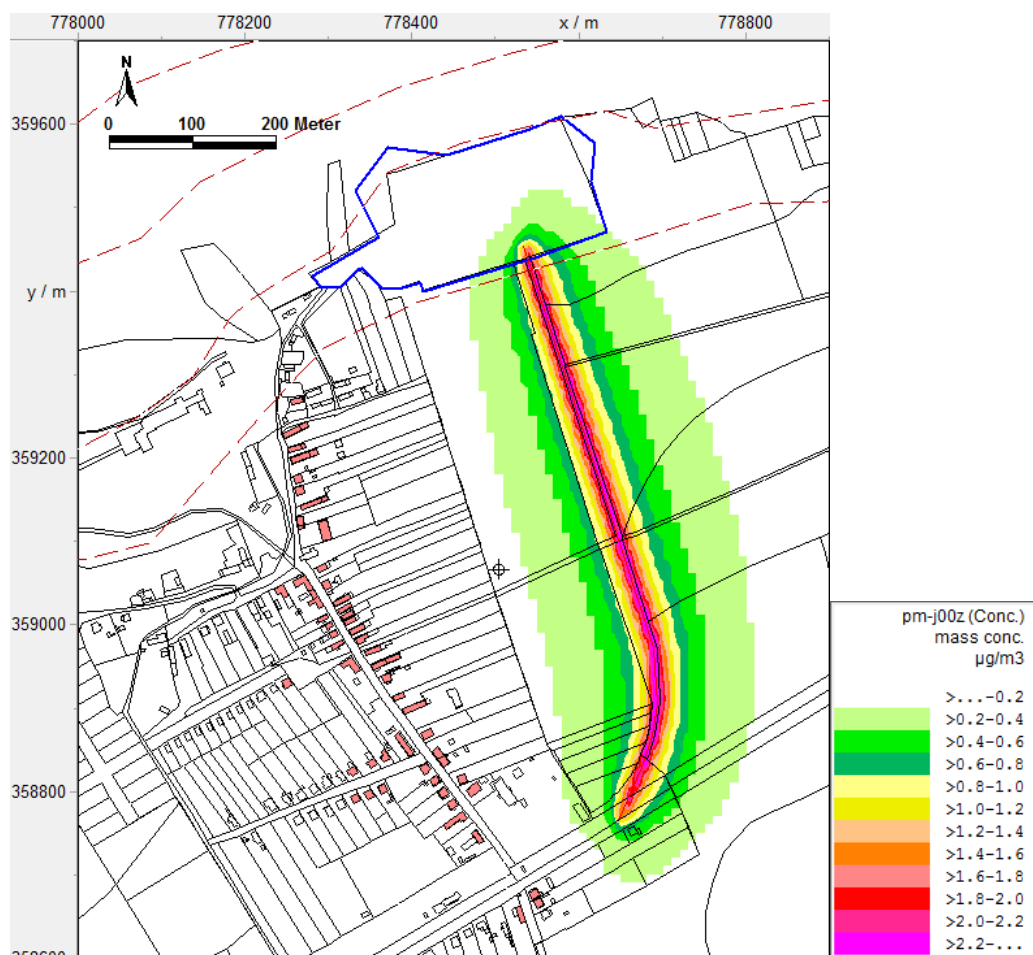 778000 778200 778400 x / m 778800
N
0 100 200 Meter
359600
y / m
359200
359000
358800
358600
pm-j00z (Conc.)
mass conc.
µg/m3
>...-0.2
>0.2-0.4
>0.4-0.6
>0.6-0.8
>0.8-1.0
>1.0-1.2
>1.2-1.4
>1.4-1.6
>1.6-1.8
>1.8-2.0
>2.0-2.2
>2.2-...